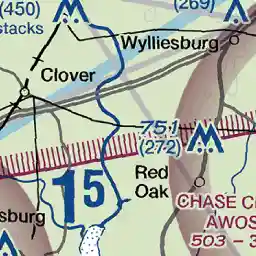 (450)
stacks
(269)
Wylliesburg
Clover
751
(272)
Red
Oak
15
sburg
CHASE C
AWOS
503 – 3